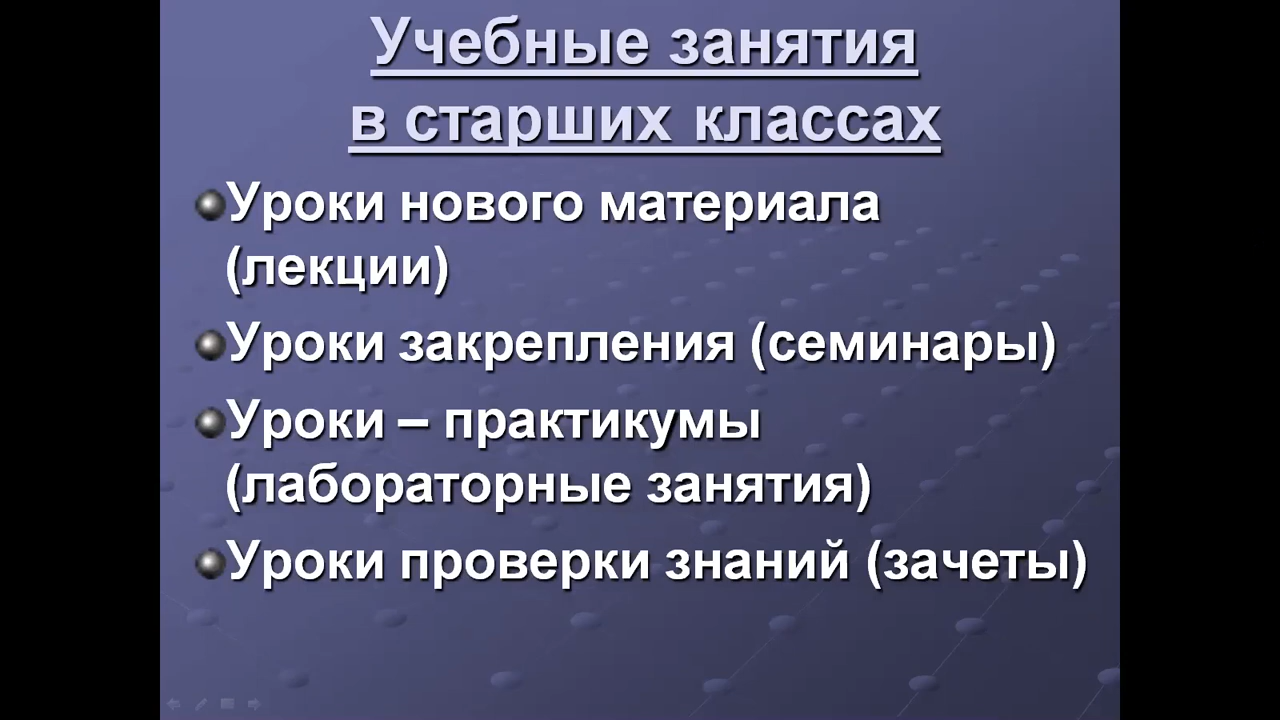 Учебные занятия
в старших классах
Уроки нового материала
(лекции)
Уроки закрепления (семинары)
Уроки – практикумы
(лабораторные занятия)
Уроки проверки знаний (зачеты)